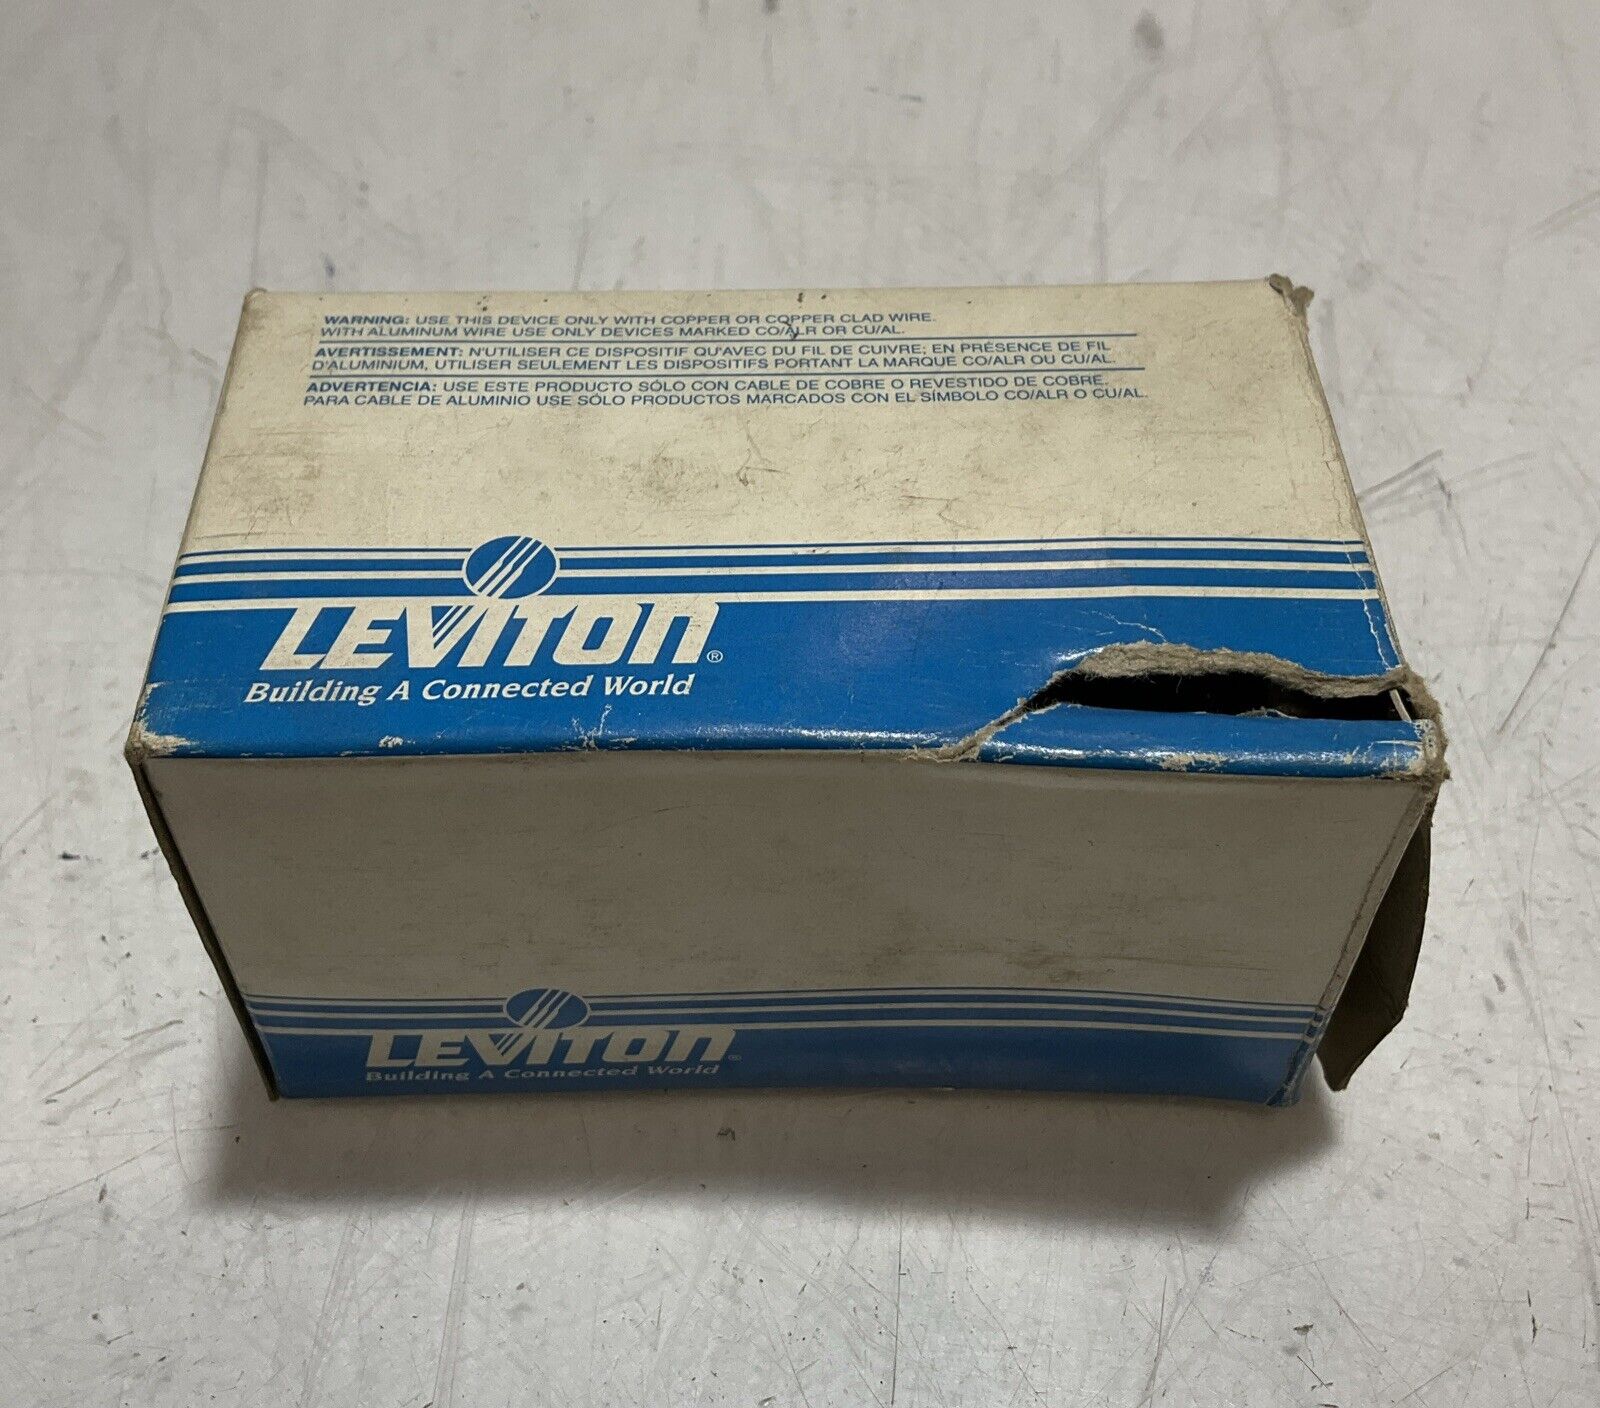 WARNING: USE THIS DEVICE ONLY WITH COPPER OR COPPER CLAD WIRE.
WITH ALUMINUM WIRE USE ONLY DEVICES MARKED CO/ALR OR CU/AL.
AVERTISSEMENT: N'UTILISER CE DISPOSITIF QU'AVEC DU FIL DE CUIVRE; EN PRÉSENCE DE FIL
D'ALUMINIUM, UTILISER SEULEMENT LES DISPOSITIFS PORTANT LA MARQUE CO/ALR OU CU/AL.
ADVERTENCIA: USE ESTE PRODUCTO SÓLO CON CABLE DE COBRE O REVESTIDO DE COBRE.
PARA CABLE DE ALUMINIO USE SÓLO PRODUCTOS MARCADOS CON EL SÍMBOLO CO/ALR O CU/AL.
LEVITON®
Building A Connected World
LEVITON®
Building A Connected World